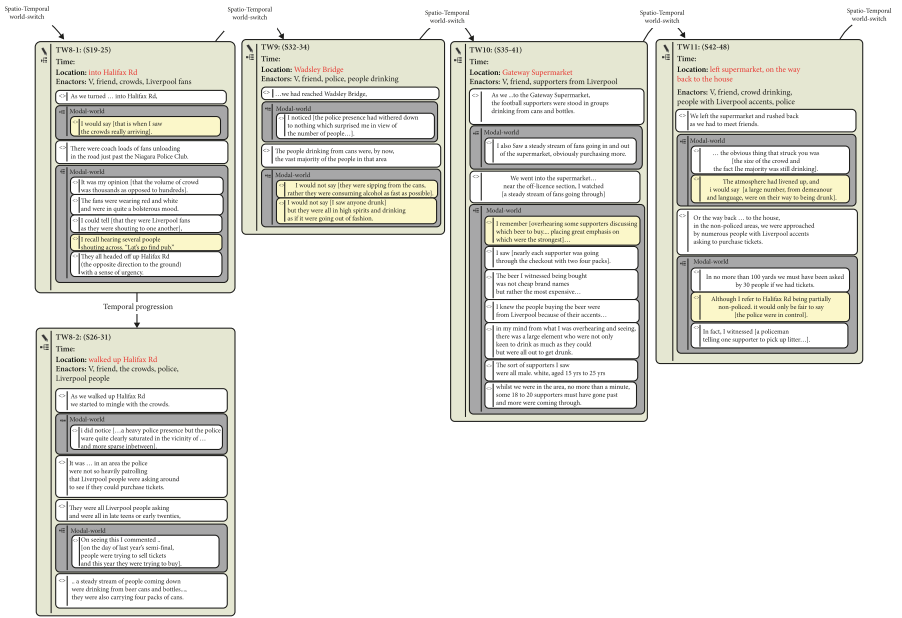 Spatio-Temporal
world-switch
Spatio-Temporal
world-switch
Spatio-Temporal
world-switch
Spatio-Temporal
world-switch
Spatio-Temporal
world-switch
TW8-1: (S19-25)
Time:
Location: into Halifax Rd
Enactors: V, friend, crowds, Liverpool fans
As we turned … into Halifax Rd,
Modal-world
I would say [that is when I saw
the crowds really arriving].
There were coach loads of fans unloading
in the road just past the Niagara Police Club.
Modal-world
It was my opinion [that the volume of crowd
was thousands as opposed to hundreds].
The fans were wearing red and white
and were in quite a bolsterous mood.
I could tell [that they were Liverpool fans
as they were shouting to one another].
I recall hearing several people
shouting across, "Let's go find pub."
They all headed off up Halifax Rd
(the opposite direction to the ground)
with a sense of urgency.
Temporal progression
TW8-2: (S26-31)
Time:
Location: walked up Halifax Rd
Enactors: V, friend, the crowds, police,
Liverpool people
As we walked up Halifax Rd
we started to mingle with the crowds.
Modal-world
i did notice […a heavy police presence but the police
ware quite clearly saturated in the vicinity of …
and more sparse inbetween].
It was … in an area the police
were not so heavily patrolling
that Liverpool people were asking around
to see if they could purchase tickets.
They were all Liverpool people asking
and were all in late teens or early twenties,
Modal-world
On seeing this I commented ..
[on the day of last year's semi-final,
people were trying to sell tickets
and this year they were trying to buy].
.. a steady stream of people coming down
were drinking from beer cans and bottles...,
they were also carrying four packs of cans.
TW9: (S32-34)
Time:
Location: Wadsley Bridge
Enactors: V, friend, police, people drinking
…we had reached Wadsley Bridge,
Modal-world
I noticed [the police presence had withered down
to nothing which surprised me in view of
the number of people…].
The people drinking cans were, by now,
the vast majority of the people in that area
Modal-world
I would not say [they were sipping from the cans,
rather they were consuming alcohol as fast as possible].
I would not say [I saw anyone drunk]
but they were all in high spirits and drinking
as if it were going out of fashion.
TW10: (S35-41)
Time:
Location: Gateway Supermarket
Enactors: V, friend, supporters from Liverpool
As we ..to the Gateway Supermarket,
the football supporters were stood in groups
drinking from cans and bottles.
Modal-world
I also Saw a steady stream of fans going in and out
of the supermarket, obviously purchasing more.
We went into the supermarket…
near the off-licence section, I watched
[a steady stream of fans going through]
Modal-world
I remember [overhearing some supporters discussing
which beer to buy.... placing great emphasis on
which were the strongest]…
I saw [nearly each supporter was going
through the checkout with two four packs].
The beer I witnessed being bought
was not cheap brand names
but rather the most expensive…
I knew the people buying the beer were
from Liverpool because of their accents…
in my mind from what I was overhearing and seeing,
there was a large element who were not only
keen to drink as much as they could
but were all out to get drunk.
The sort of supporters I saw
were all male. white, aged 15 yrs to 25 yrs
whilst we were in the area, no more than a minute,
some 18 to 20 supporters must have gone past
and more were coming through.
TW11: (S42-48)
Time:
Location: left supermarket, on the way
back to the house
Enactors: V, friend, crowd drinking,
people with Liverpool accents, police
We left the supermarket and rushed back
as we had to meet friends.
Modal-world
… the obvious thing that struck you was
[the size of the crowd and
the fact lhe majority was still drinking].
The atmosphere had livened up, and
i would say [a large number, from demeanour
and language, were on their way to being drunk].
Or the way back … to the house,
in the non-policed areas, we were approached
by numerous people with Liverpool accents
asking to purchase tickets.
Modal-world
In no more than 100 yards we must have been asked
by 30 people if we had tickets.
Although I refer to Halifax Rd being partially
non-policed. it would only be fair to say
[the police were in control].
In fact, I witnessed [a policeman
telling one supporter to pick up fitter…].